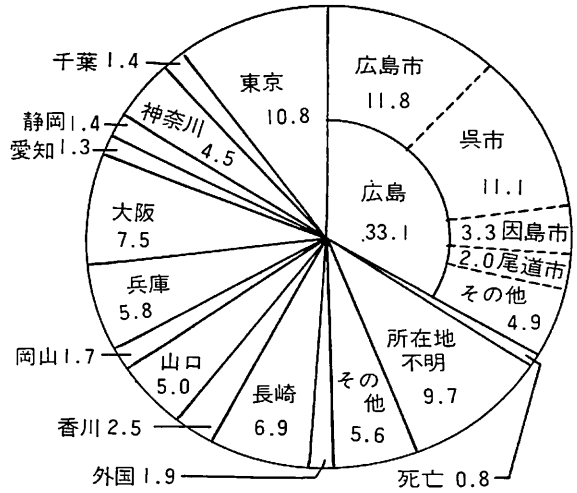 広島
33.1
広島市
11.8
呉市
11.1
3.3 因島市
2.0 尾道市
その他
4.9
死亡 0.8
所在地
不明
9.7
その
他
5.6
外国 1.9
長崎
6.9
香川 2.5
山口
5.0
岡山 1.7
兵庫
5.8
大阪
7.5
愛知 1.3
静岡 1.4
神奈川
4.5
千葉 1.4
東京
10.8